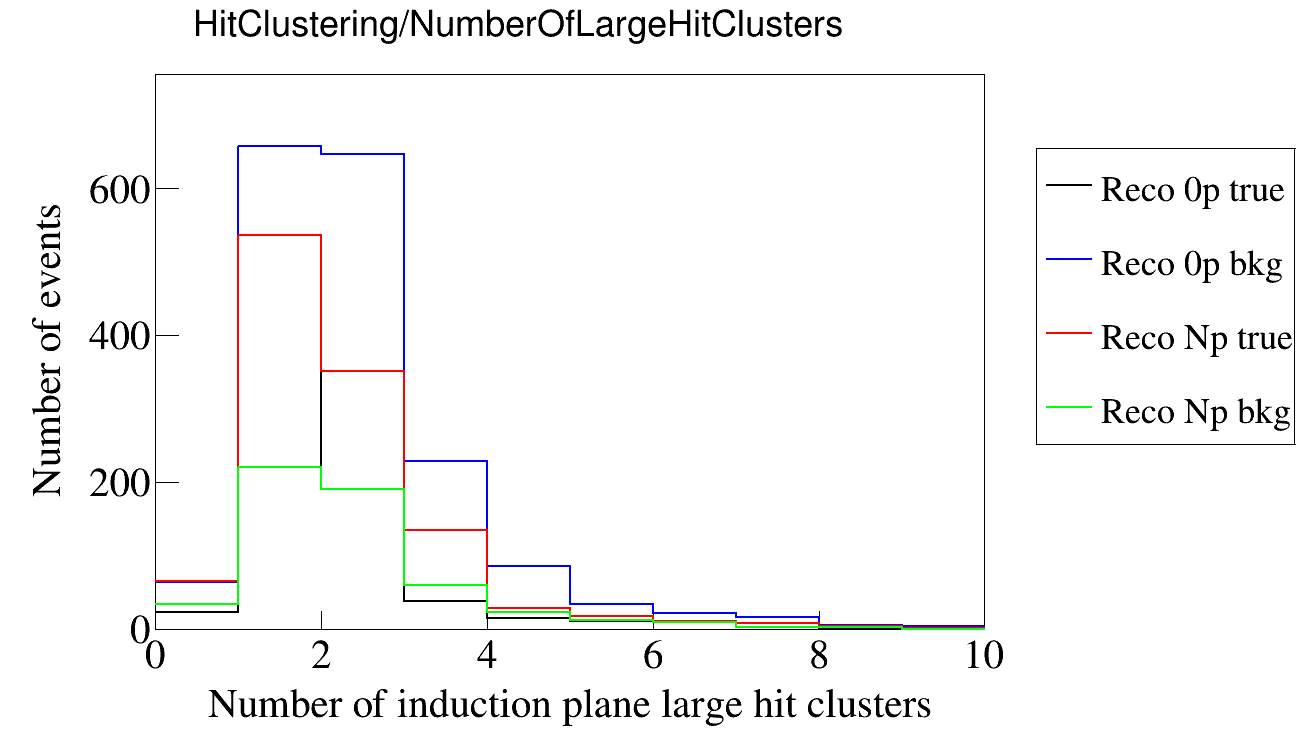 HitClustering/NumberOfLargeHitClusters
Number of events
600
400
200
0
0 2 4 6 8 10
Number of induction plane large hit clusters
Reco 0p true
Reco 0p bkg
Reco Np true
Reco Np bkg